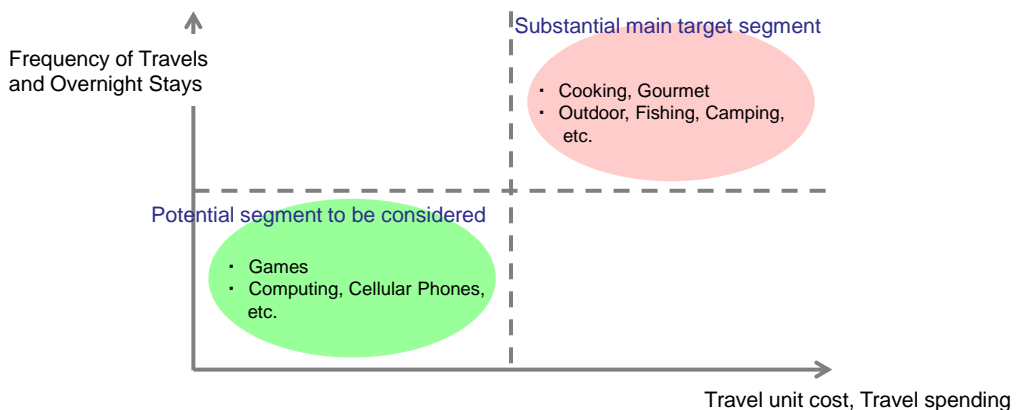 Substantial main target segment
Frequency of Travels
and Overnight Stays
・ Cooking, Gourmet
・ Outdoor, Fishing, Camping,
etc.
Potential segment to be considered
・ Games
・ Computing, Cellular Phones,
etc.
Travel unit cost, Travel spending